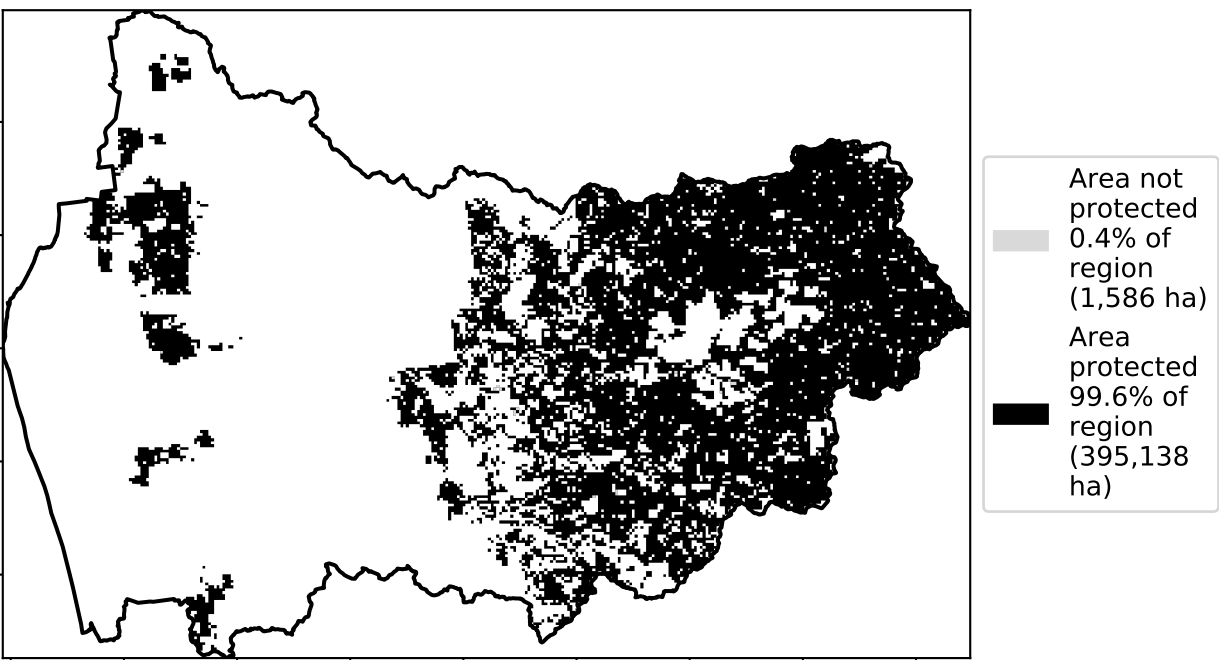 Area not
protected
0.4% of
region
(1,586 ha)
Area
protected
99.6% of
region
(395,138
ha)